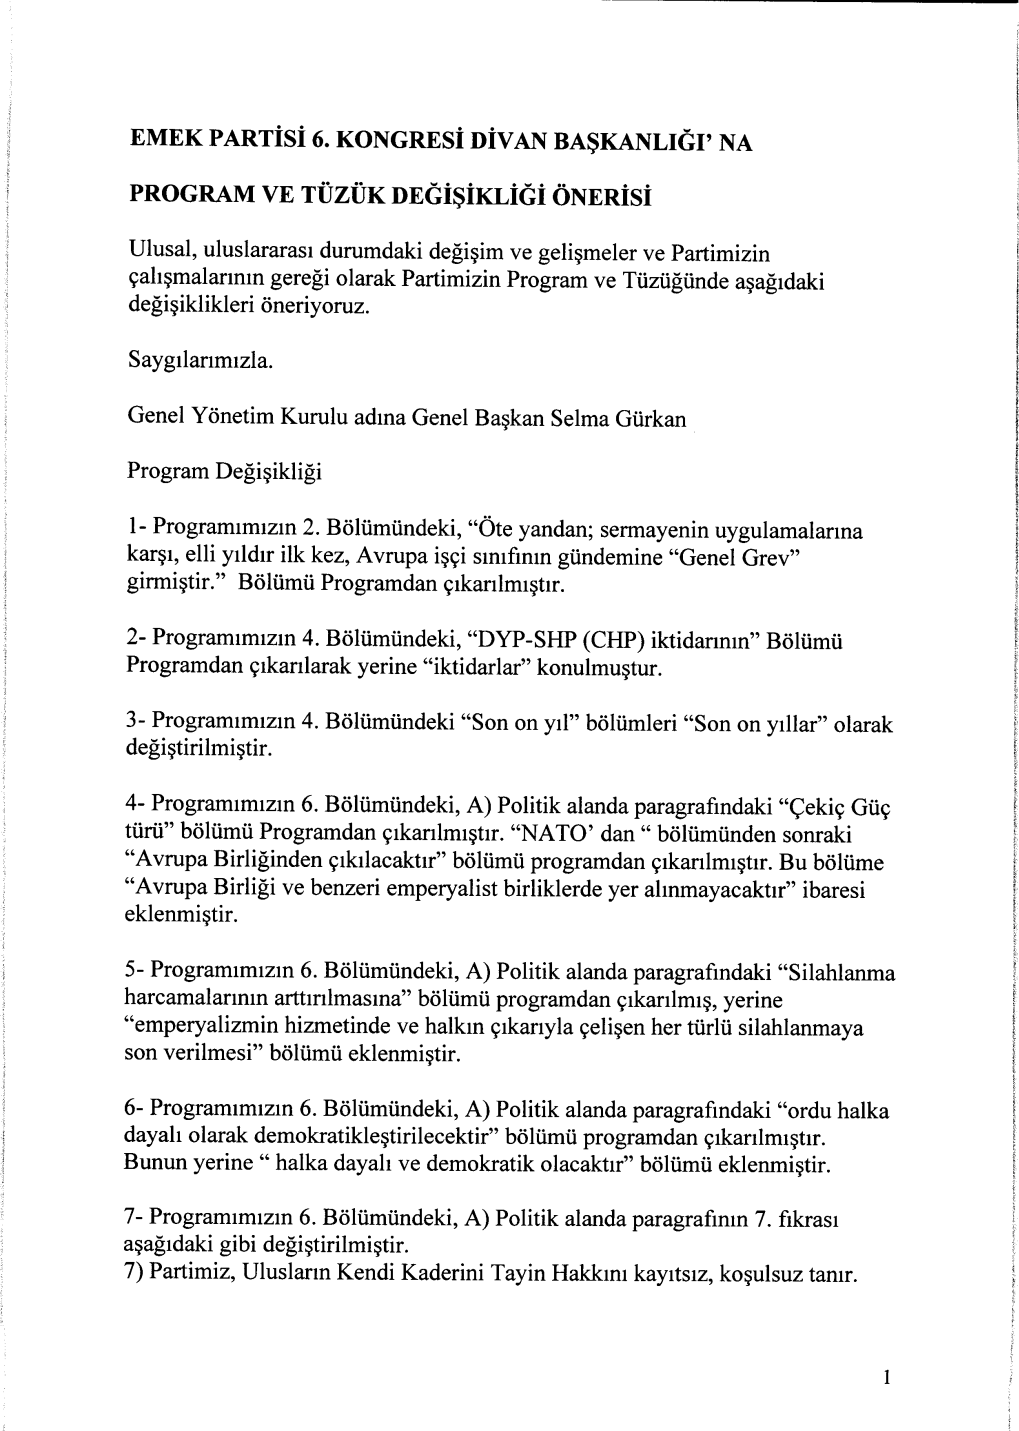 EMEK PARTİSİ 6. KONGRESİ DİVAN BAŞKANLIĞI' NA
PROGRAM VE TÜZÜK DEĞİŞİKLİĞİ ÖNERİSİ
Ulusal, uluslararası durumdaki değişim ve gelişmeler ve Partimizin
çalışmalarının gereği olarak Partimizin Program ve Tüzüğünde aşağıdaki
değişiklikleri öneriyoruz.
Saygılarımızla.
Genel Yönetim Kurulu adına Genel Başkan Selma Gürkan
Program Değişikliği
1- Programımızın 2. Bölümündeki, “Öte yandan; sermayenin uygulamalarına
karşı, elli yıldır ilk kez, Avrupa işçi sınıfının gündemine “Genel Grev”
girmiştir.”  Bölümü Programdan çıkarılmıştır.
2- Programımızın 4. Bölümündeki, “DYP-SHP (CHP) iktidarının” Bölümü
Programdan çıkarılarak yerine “iktidarlar” konulmuştur.
3- Programımızın 4. Bölümündeki “Son on yıl” bölümleri “Son on yıllar” olarak
değiştirilmiştir.
4- Programımızın 6. Bölümündeki, A) Politik alanda paragrafındaki “Çekiç Güç
türü” bölümü Programdan çıkarılmıştır. “NATO’ dan “ bölümünden sonraki
“Avrupa Birliğinden çıkılacaktır” bölümü programdan çıkarılmıştır. Bu bölüme
“Avrupa Birliği ve benzeri emperyalist birliklerde yer alınmayacaktır” ibaresi
eklenmiştir.
5- Programımızın 6. Bölümündeki, A) Politik alanda paragrafındaki “Silahlanma
harcamalarının arttırılmasına” bölümü programdan çıkarılmış, yerine
“emperyalizmin hizmetinde ve halkın çıkarıyla çelişen her türlü silahlanmaya
son verilmesi” bölümü eklenmiştir.
6- Programımızın 6. Bölümündeki, A) Politik alanda paragrafındaki “ordu halka
dayalı olarak demokratikleştirilecektir” bölümü programdan çıkarılmıştır.
Bunun yerine “ halka dayalı ve demokratik olacaktır” bölümü eklenmiştir.
7- Programımızın 6. Bölümündeki, A) Politik alanda paragrafının 7. fıkrası
aşağıdaki gibi değiştirilmiştir.
7) Partimiz, Ulusların Kendi Kaderini Tayin Hakkını kayıtsız, koşulsuz tanır.
1